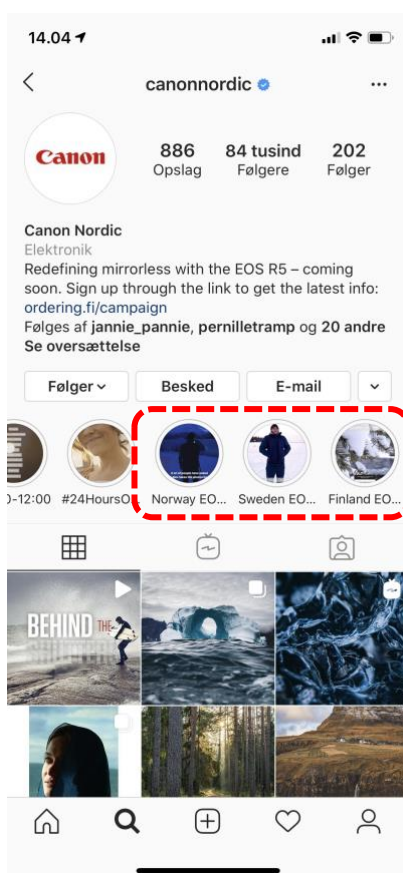 14.04
canonnordic
Canon
886 84 tusind 202
Opslag Følgere Følger
Canon Nordic
Elektronik
Redefining mirrorless with the EOS R5 – coming
soon. Sign up through the link to get the latest info:
ordering.fi/campaign
Følges af jannie_pannie, pernilletramp og 20 andre
Se oversættelse
Følger Besked E-mail
0-12:00 #24HoursO... Norway EO... Sweden EO... Finland EO...
BEHIND THE